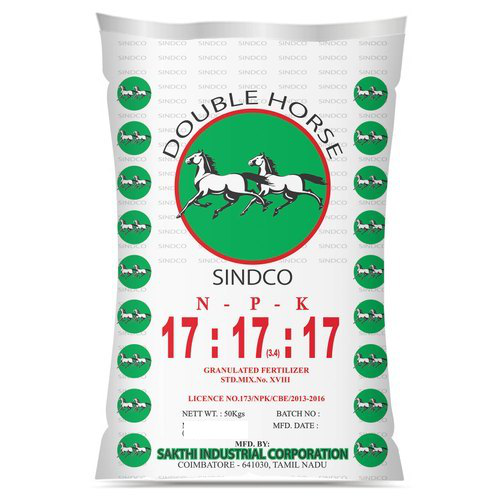 SINDCO
DOUBLE HORSE
SINDCO
N - P - K
17 : 17 (3.4) : 17
GRANULATED FERTILIZER
STD.MIX.No. XVIII
LICENCE NO.173/NPK/CBE/2013-2016
NETT WT. : 50Kgs BATCH NO :
MFD. DATE :
MFD. BY:
SAKTHI INDUSTRIAL CORPORATION
COIMBATORE - 641030, TAMIL NADU